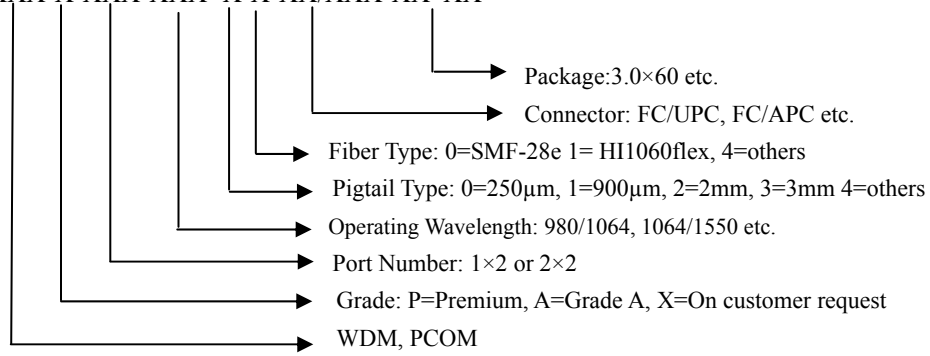 Package:3.0×60 etc.
Connector: FC/UPC, FC/APC etc.
Fiber Type: 0=SMF-28e 1= HI1060flex, 4=others
Pigtail Type: 0=250µm, 1=900µm, 2=2mm, 3=3mm 4=others
Operating Wavelength: 980/1064, 1064/1550 etc.
Port Number: 1×2 or 2×2
Grade: P=Premium, A=Grade A, X=On customer request
WDM, PCOM